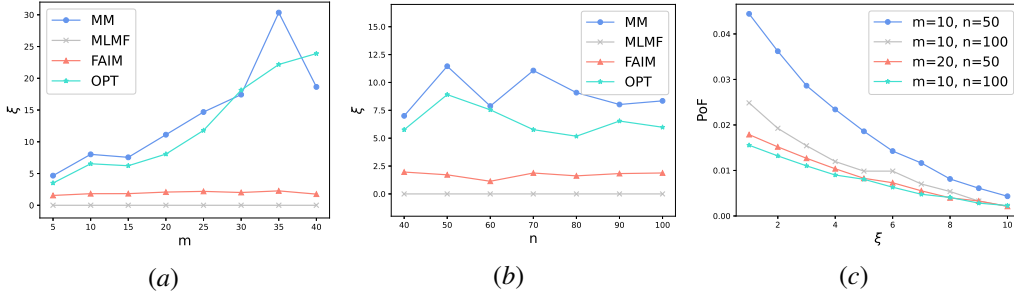 30
25
20
15
10
5
0
ξ
MM
MLMF
FAIM
OPT
5 10 15 20 25 30 35 40
m
(a)
15.0
12.5
10.0
7.5
5.0
2.5
0.0
ξ
MM
MLMF
FAIM
OPT
40 50 60 70 80 90 100
n
(b)
0.04
0.03
0.02
0.01
0.00
PoF
m=10, n=50
m=10, n=100
m=20, n=50
m=10, n=100
2 4 6 8 10
ξ
(c)